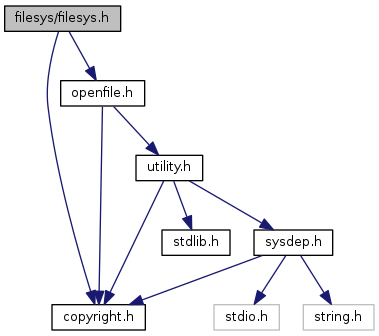 filesys/filesys.h
openfile.h
utility.h
stdlib.h
sysdep.h
copyright.h
stdio.h
string.h